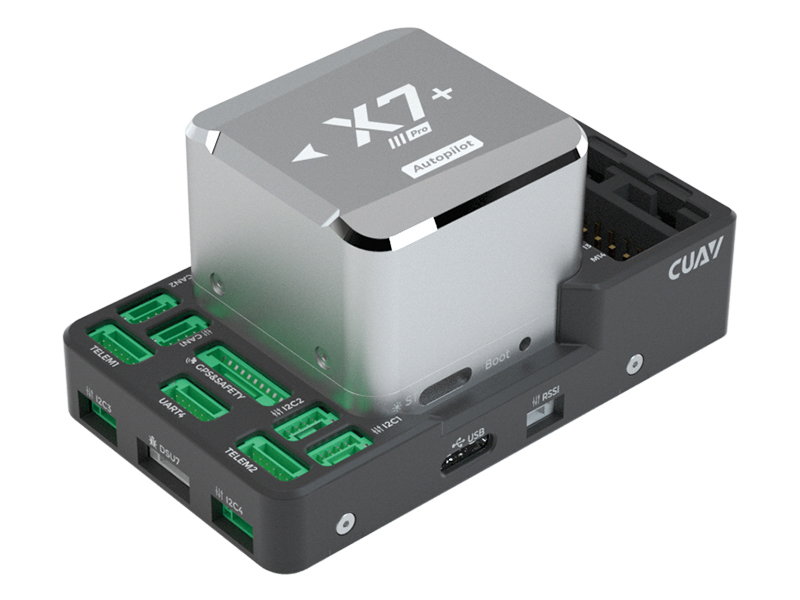 X7+
Pro
Autopilot
CUAV
M14
CAN2
CAN1
TELEM1
GPS&SAFETY
UART4
I2C2
I2C1
I2C3
DSU7
TELEM2
I2C4
Boot
USB
RSSI